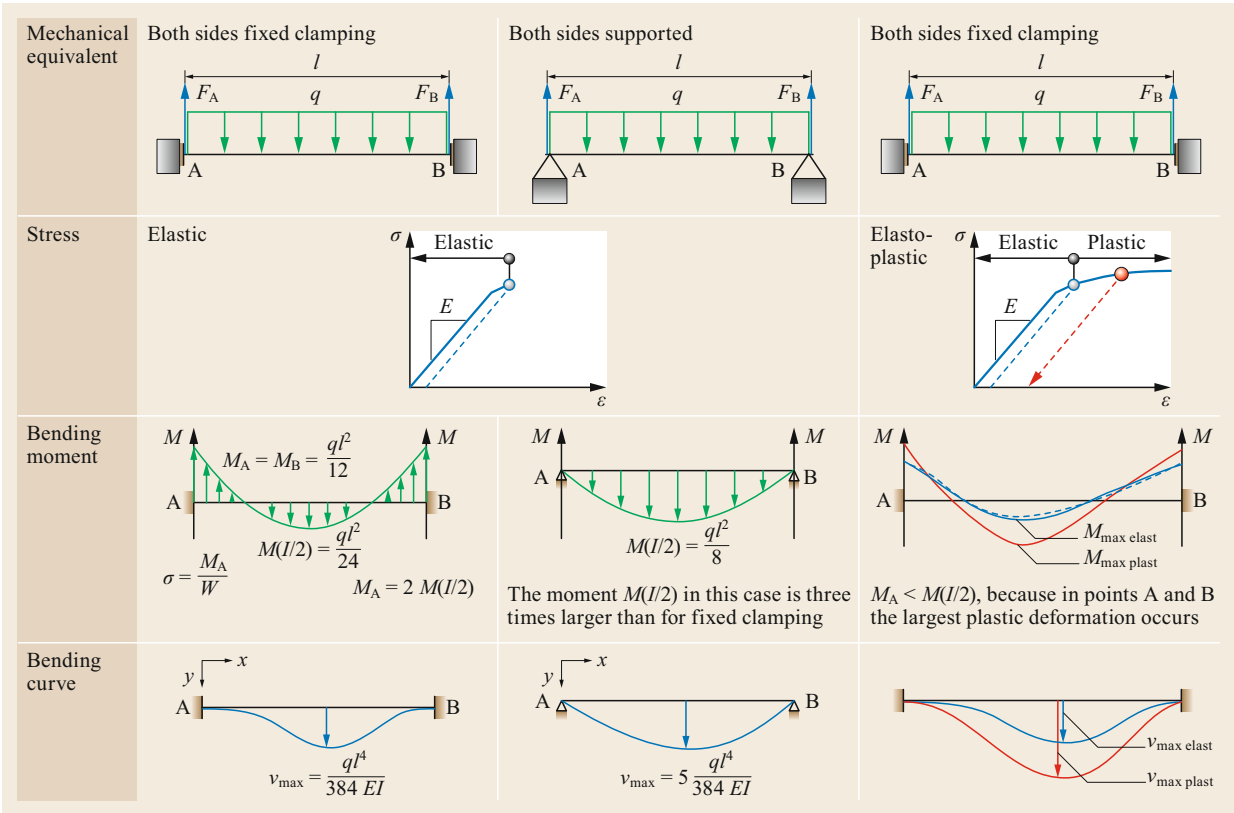 Mechanical equivalent
Both sides fixed clamping
l
F_A q F_B
A B
Both sides supported
l
F_A q F_B
A B
Both sides fixed clamping
l
F_A q F_B
A B
Stress
Elastic
σ
Elastic
E
ε
Elasto-
plastic
σ
Elastic Plastic
E
ε
Bending
moment
M M
M_A = M_B = ql²/12
A B
M(l/2) = ql²/24
σ = M_A/W
M_A = 2 M(l/2)
M M
A B
M(l/2) = ql²/8
The moment M(l/2) in this case is three
times larger than for fixed clamping
M M
A B
M_max elast
M_max plast
M_A < M(l/2), because in points A and B
the largest plastic deformation occurs
Bending
curve
x
y
A B
v_max = ql⁴/384 EI
x
y
A B
v_max = 5 ql⁴/384 EI
v_max elast
v_max plast